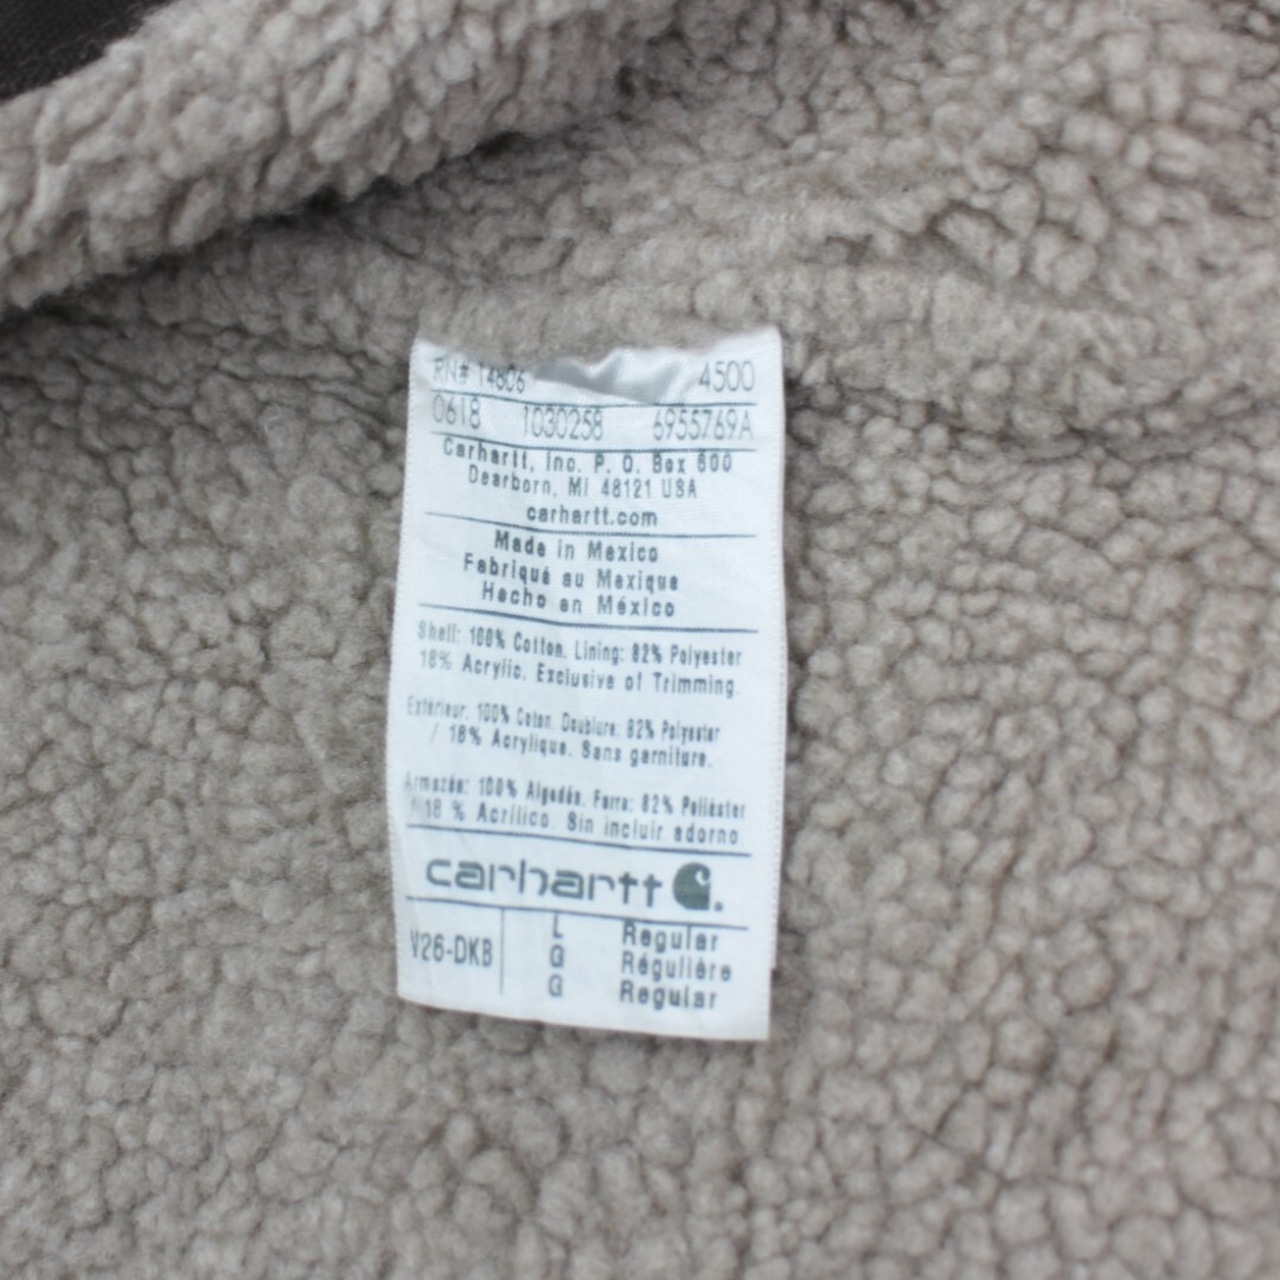 RN# 14806 4500
0618 1030258 6955769A
Carhartt, Inc. P. O. Box 600
Dearborn, MI 48121 USA
carhartt.com
Made in Mexico
Fabriqué au Mexique
Hecho en México
Shell: 100% Cotton. Lining: 82% Polyester
18% Acrylic. Exclusive of Trimming.
Extérieur: 100% Coton. Doublure: 82% Polyester
/ 18% Acrylique. Sans garniture.
Armazón: 100% Algodón. Forro: 82% Poliéster
/ 18 % Acrílico. Sin incluir adorno.
carhartt
V26-DKB L Regular
G Régulière
G Regular